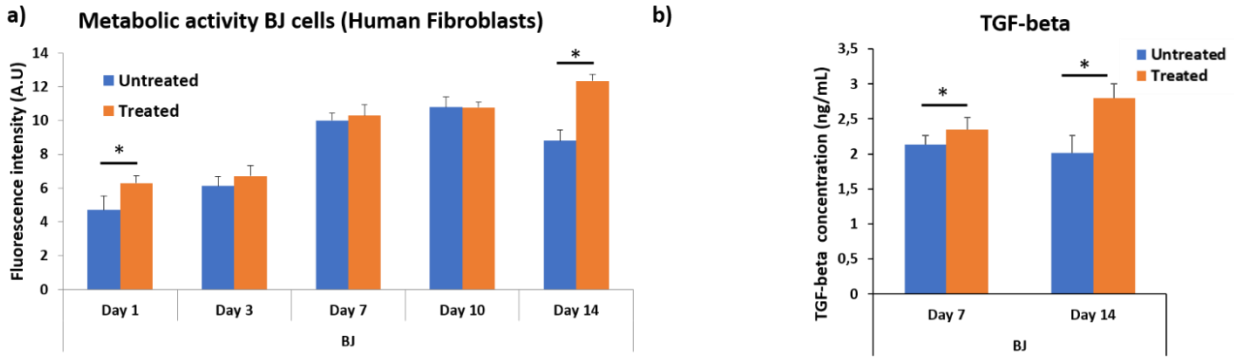 a)
Metabolic activity BJ cells (Human Fibroblasts)
Fluorescence intensity (A.U)
14
12
10
8
6
4
2
0
Untreated
Treated
*
*
Day 1
Day 3
Day 7
Day 10
Day 14
BJ
b)
TGF-beta
TGF-beta concentration (ng/mL)
3,5
3
2,5
2
1,5
1
0,5
0
Untreated
Treated
*
*
Day 7
Day 14
BJ